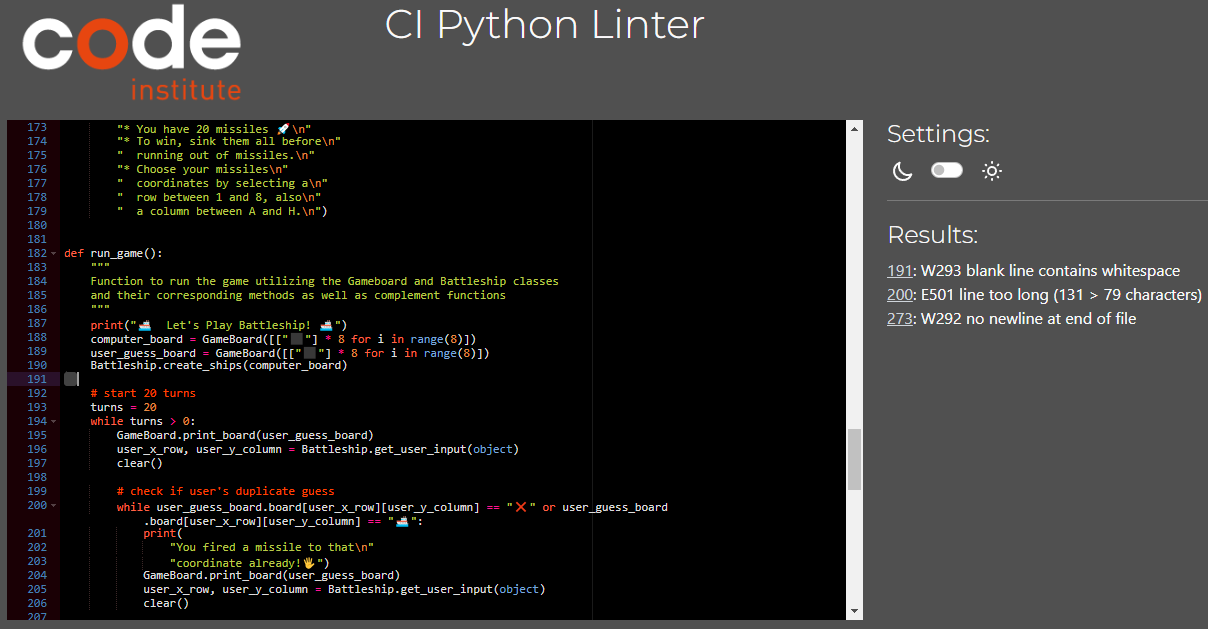 code
institute
CI Python Linter
173 "* You have 20 missiles 🚀\n"
174 "* To win, sink them all before\n"
175 "  running out of missiles.\n"
176 "* Choose your missiles\n"
177 "  coordinates by selecting a\n"
178 "  row between 1 and 8, also\n"
179 "  a column between A and H.\n")
180
181
182 def run_game():
183 """
184 Function to run the game utilizing the Gameboard and Battleship classes
185 and their corresponding methods as well as complement functions
186 """
187 print("🚢  Let's Play Battleship! 🚢")
188 computer_board = GameBoard([["⬛"] * 8 for i in range(8)])
189 user_guess_board = GameBoard([["⬛"] * 8 for i in range(8)])
190 Battleship.create_ships(computer_board)
191
192 # start 20 turns
193 turns = 20
194 while turns > 0:
195 GameBoard.print_board(user_guess_board)
196 user_x_row, user_y_column = Battleship.get_user_input(object)
197 clear()
198
199 # check if user's duplicate guess
200 while user_guess_board.board[user_x_row][user_y_column] == "❌" or user_guess_board
.board[user_x_row][user_y_column] == "🚢":
201 print(
202 "You fired a missile to that\n"
203 "coordinate already!🖐")
204 GameBoard.print_board(user_guess_board)
205 user_x_row, user_y_column = Battleship.get_user_input(object)
206 clear()
207
Settings:
Results:
191: W293 blank line contains whitespace
200: E501 line too long (131 > 79 characters)
273: W292 no newline at end of file